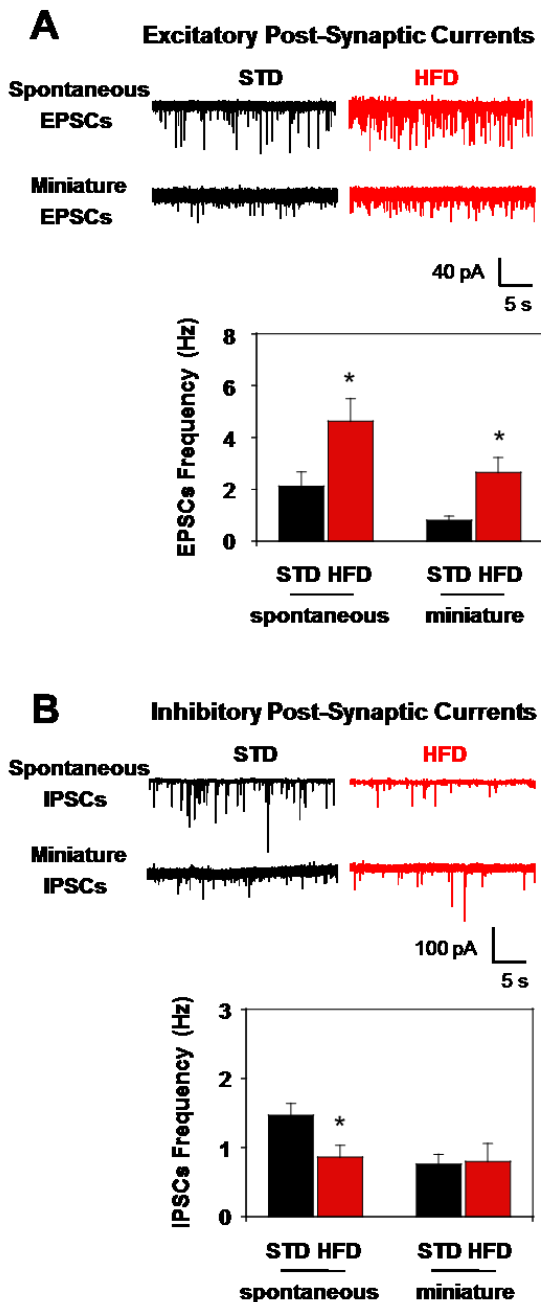 A
Excitatory Post-Synaptic Currents
STD HFD
Spontaneous
EPSCs
Miniature
EPSCs
40 pA
5 s
EPSCs Frequency (Hz)
8
6
4
2
0
*
*
STD HFD STD HFD
spontaneous miniature
B
Inhibitory Post-Synaptic Currents
STD HFD
Spontaneous
IPSCs
Miniature
IPSCs
100 pA
5 s
IPSCs Frequency (Hz)
3
2
1
0
*
STD HFD STD HFD
spontaneous miniature